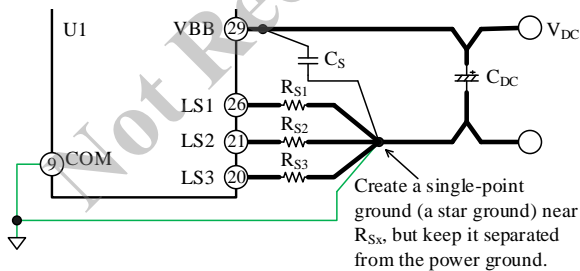 U1
VBB 29
V_DC
C_S
C_DC
R_S1
LS1 26
R_S2
LS2 21
R_S3
LS3 20
9 COM
Create a single-point
ground (a star ground) near
R_Sx, but keep it separated
from the power ground.
Not Rec